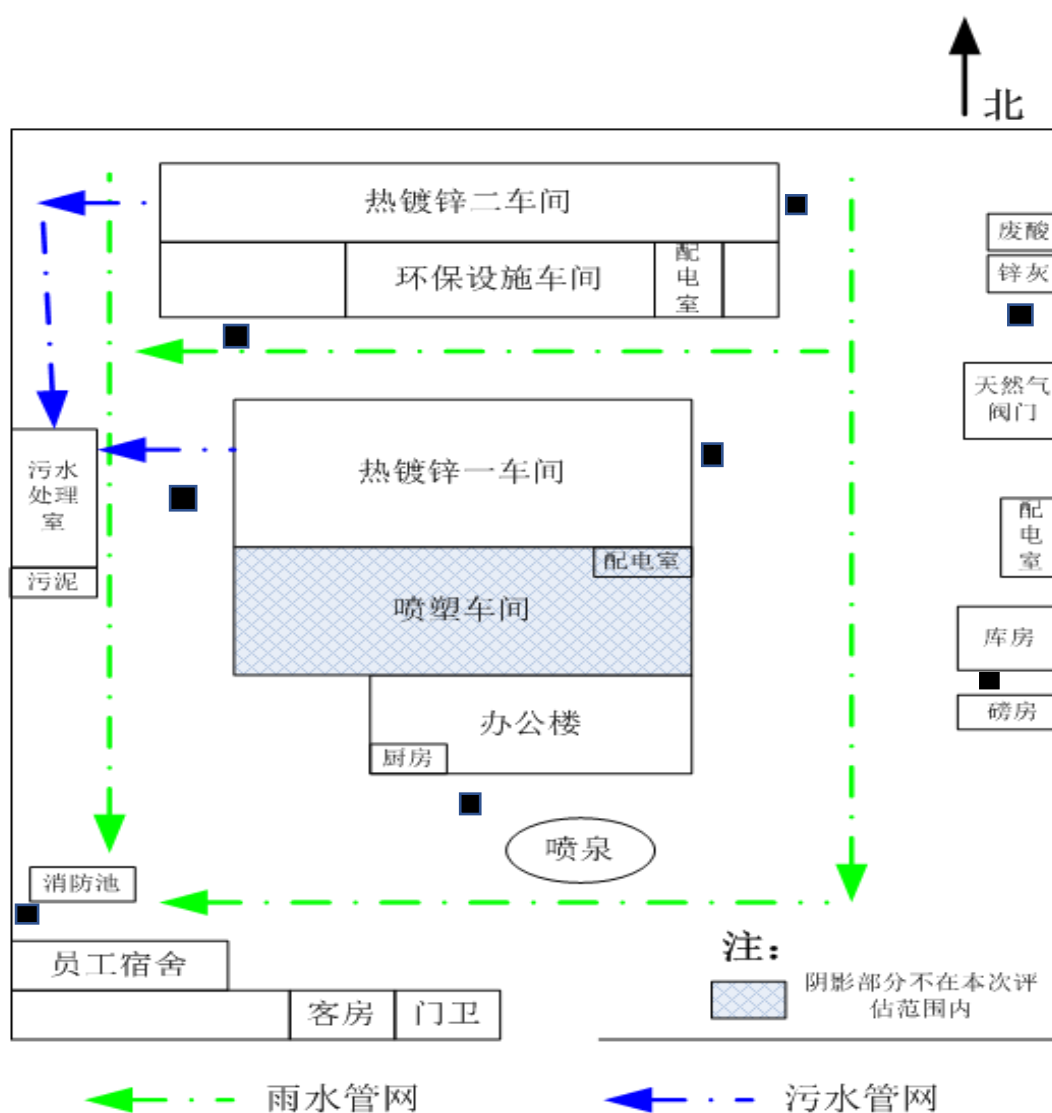 北
热镀锌二车间
废酸
配
电
室
环保设施车间
锌灰
天然气
阀门
热镀锌一车间
污水
处理
室
配
电
室
配电室
污泥
喷塑车间
库房
磅房
办公楼
厨房
喷泉
消防池
注：
员工宿舍
阴影部分不在本次评
估范围内
客房
门卫
雨水管网
污水管网